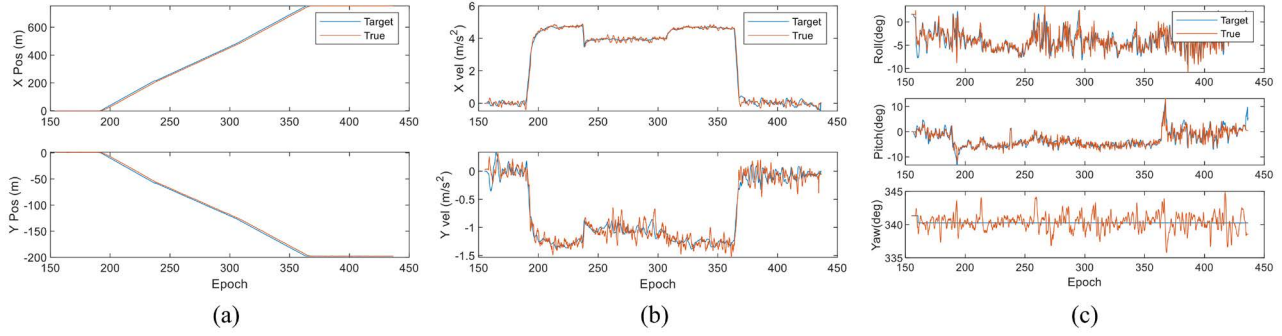 600
400
200
0
X Pos (m)
Target
True
150 200 250 300 350 400 450
0
-50
-100
-150
-200
Y Pos (m)
150 200 250 300 350 400 450
Epoch
(a)
6
4
2
0
X vel (m/s²)
Target
True
150 200 250 300 350 400 450
0
-0.5
-1
-1.5
Y vel (m/s²)
150 200 250 300 350 400 450
Epoch
(b)
0
-5
-10
Roll(deg)
Target
True
150 200 250 300 350 400 450
10
0
-10
Pitch(deg)
150 200 250 300 350 400 450
345
340
335
Yaw(deg)
150 200 250 300 350 400 450
Epoch
(c)